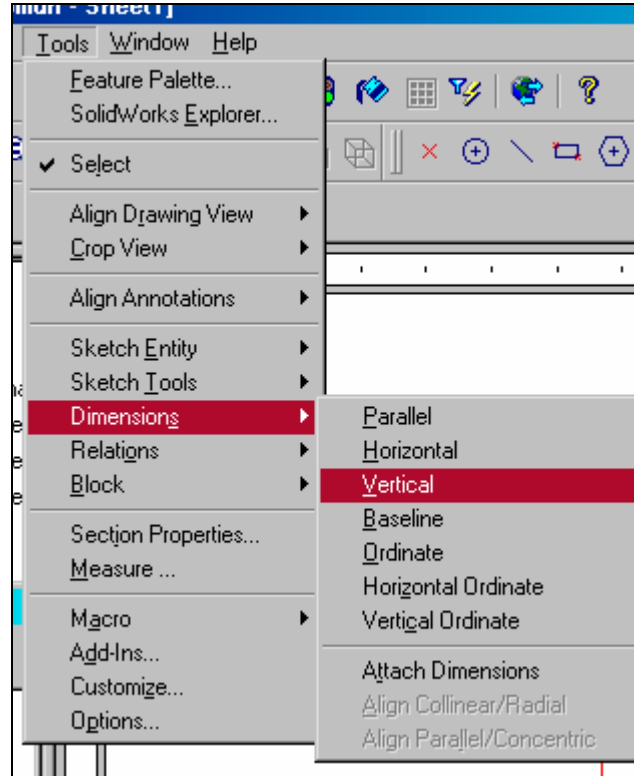 Sheet1]
Tools Window Help
Feature Palette...
SolidWorks Explorer...
Select
Align Drawing View
Crop View
Align Annotations
Sketch Entity
Sketch Tools
Dimensions
Relations
Block
Section Properties...
Measure ...
Macro
Add-Ins...
Customize...
Options...
Parallel
Horizontal
Vertical
Baseline
Ordinate
Horizontal Ordinate
Vertical Ordinate
Attach Dimensions
Align Collinear/Radial
Align Parallel/Concentric